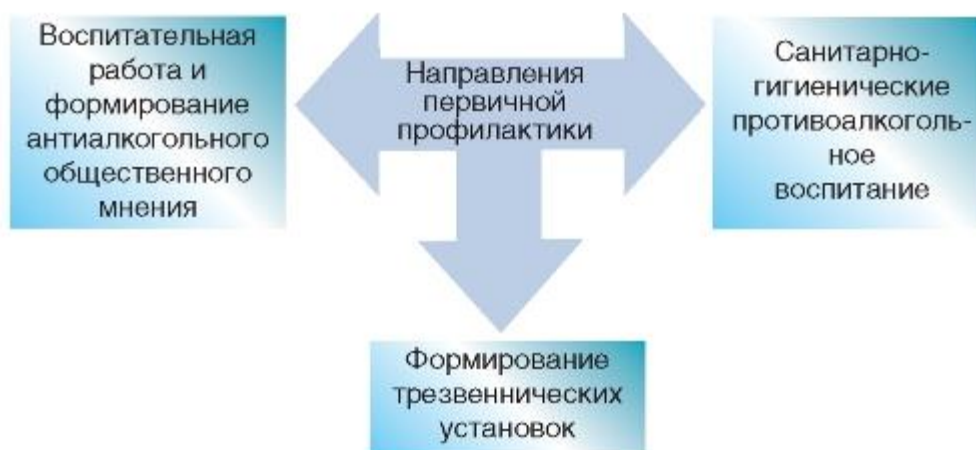 Воспитательная
работа и
формирование
антиалкогольного
общественного
мнения
Направления
первичной
профилактики
Санитарно-
гигиенические
противоалкоголь-
ное
воспитание
Формирование
трезвеннических
установок